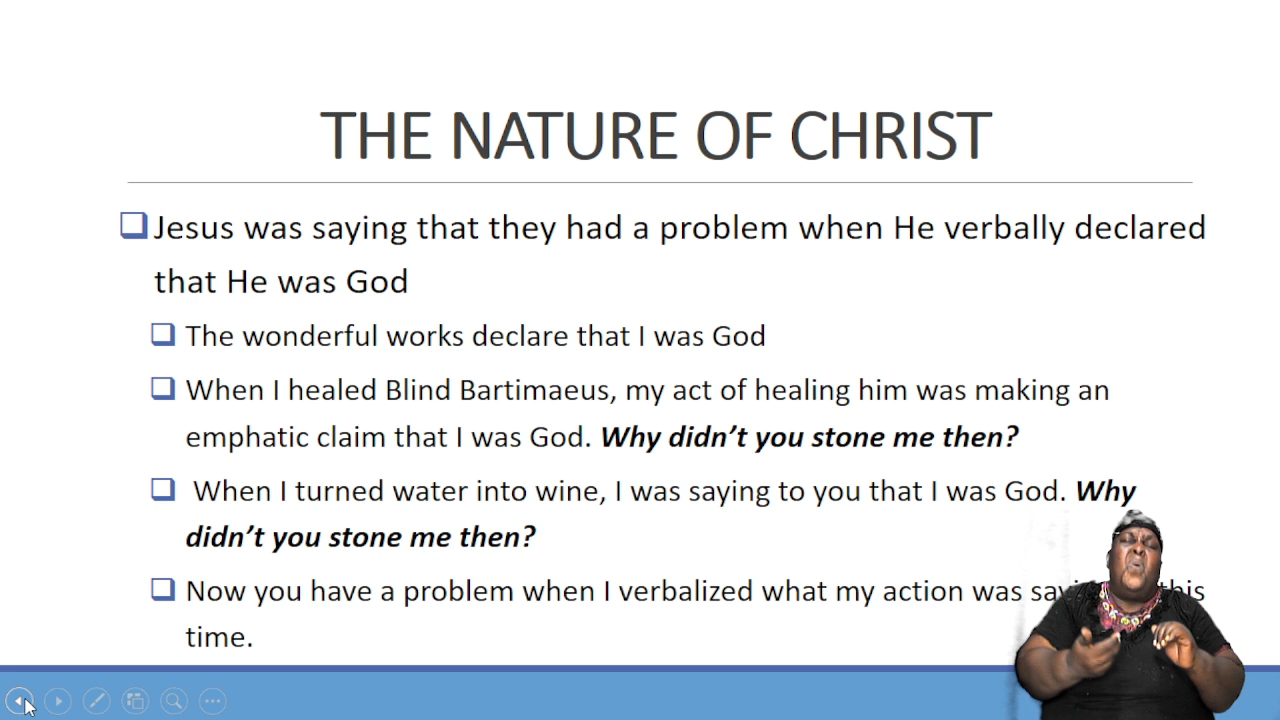 THE NATURE OF CHRIST
Jesus was saying that they had a problem when He verbally declared
that He was God
The wonderful works declare that I was God
When I healed Blind Bartimaeus, my act of healing him was making an
emphatic claim that I was God. Why didn’t you stone me then?
When I turned water into wine, I was saying to you that I was God. Why
didn’t you stone me then?
Now you have a problem when I verbalized what my action was this
time.